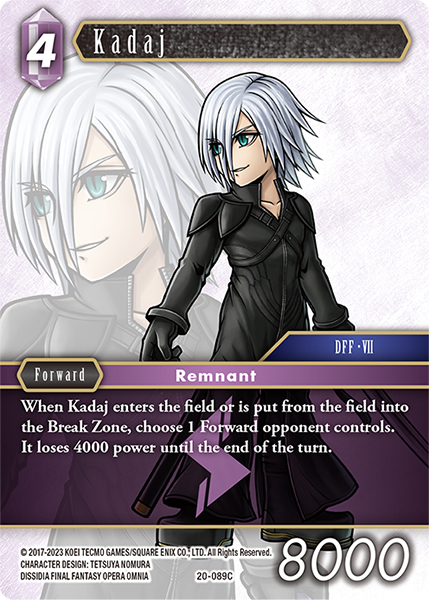 4
Kadaj
DFF・VII
Forward
Remnant
When Kadaj enters the field or is put from the field into
the Break Zone, choose 1 Forward opponent controls.
It loses 4000 power until the end of the turn.
© 2017-2023 KOEI TECMO GAMES/SQUARE ENIX CO., LTD. All Rights Reserved.
CHARACTER DESIGN: TETSUYA NOMURA
DISSIDIA FINAL FANTASY OPERA OMNIA
20-089C
8000